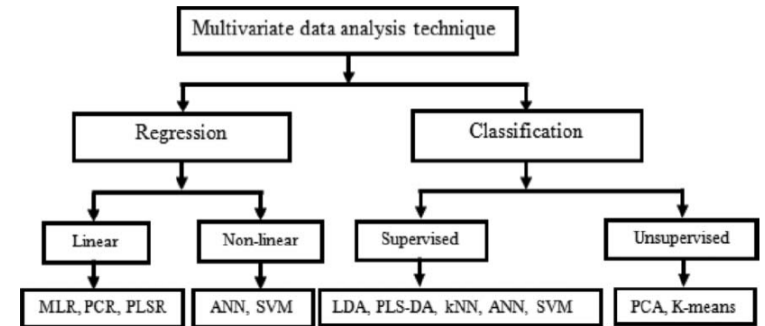 Multivariate data analysis technique
Regression
Classification
Linear
Non-linear
Supervised
Unsupervised
MLR, PCR, PLSR
ANN, SVM
LDA, PLS-DA, kNN, ANN, SVM
PCA, K-means